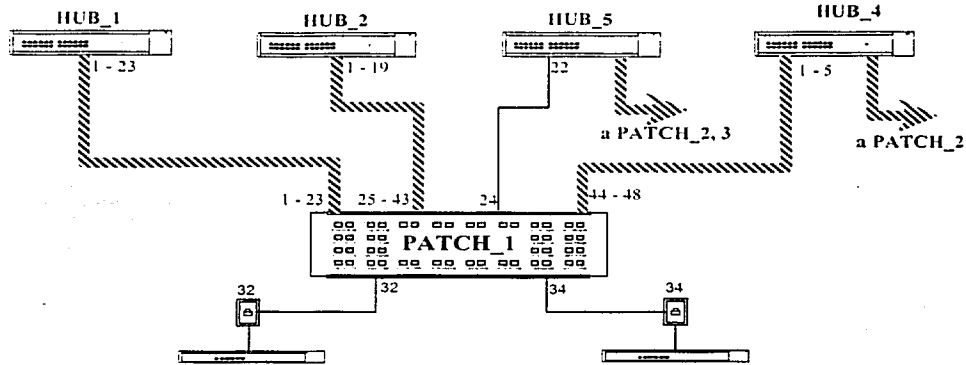 HUB_1
HUB_2
HUB_5
HUB_4
1 - 23
1 - 19
22
1 - 5
a PATCH_2, 3
a PATCH_2
1 - 23
25 - 43
24
44 - 48
PATCH_1
32
32
34
34